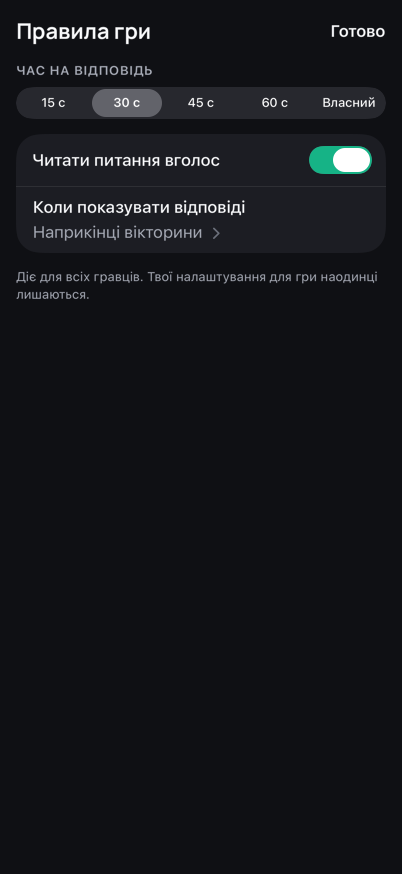 Правила гри
Готово
ЧАС НА ВІДПОВІДЬ
15 с
30 с
45 с
60 с
Власний
Читати питання вголос
Коли показувати відповіді
Наприкінці вікторини
Діє для всіх гравців. Твої налаштування для гри наодинці
лишаються.